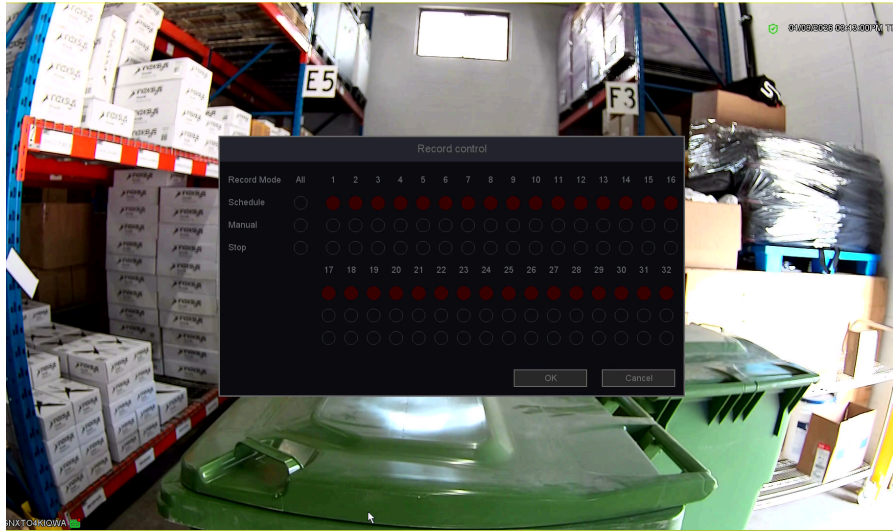 E5
F3
Record control
Record Mode All 1 2 3 4 5 6 7 8 9 10 11 12 13 14 15 16
Schedule
Manual
Stop
17 18 19 20 21 22 23 24 25 26 27 28 29 30 31 32
OK Cancel